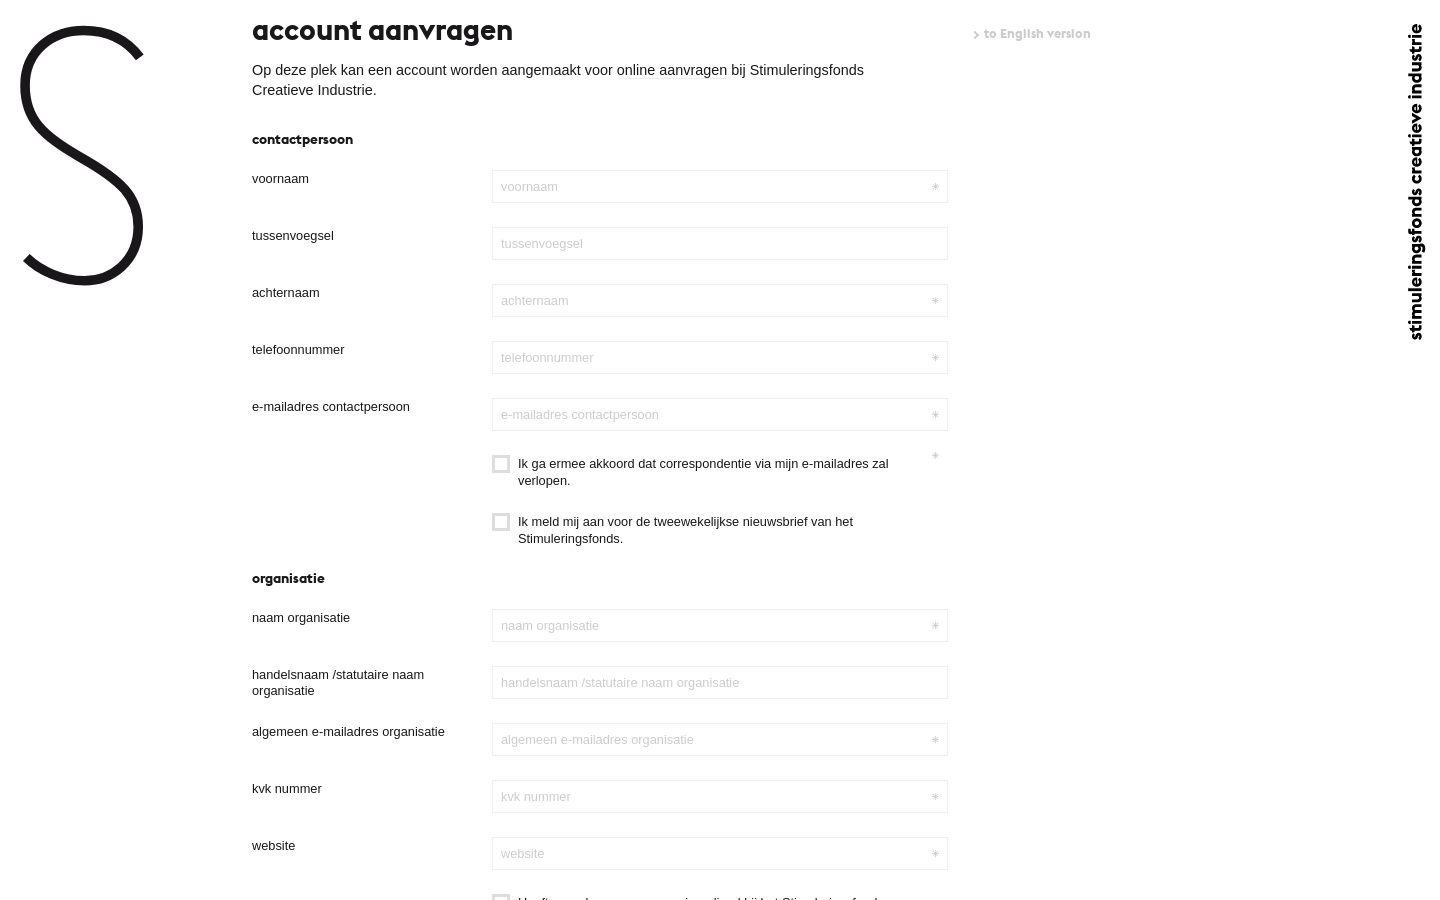 account aanvragen
to English version
Op deze plek kan een account worden aangemaakt voor online aanvragen bij Stimuleringsfonds
Creatieve Industrie.
contactpersoon
voornaam
voornaam *
tussenvoegsel
tussenvoegsel
achternaam
achternaam *
telefoonnummer
telefoonnummer *
e-mailadres contactpersoon
e-mailadres contactpersoon *
Ik ga ermee akkoord dat correspondentie via mijn e-mailadres zal *
verlopen.
Ik meld mij aan voor de tweewekelijkse nieuwsbrief van het
Stimuleringsfonds.
organisatie
naam organisatie
naam organisatie *
handelsnaam /statutaire naam
organisatie
handelsnaam /statutaire naam organisatie
algemeen e-mailadres organisatie
algemeen e-mailadres organisatie *
kvk nummer
kvk nummer *
website
website *
S
stimuleringsfonds creatieve industrie